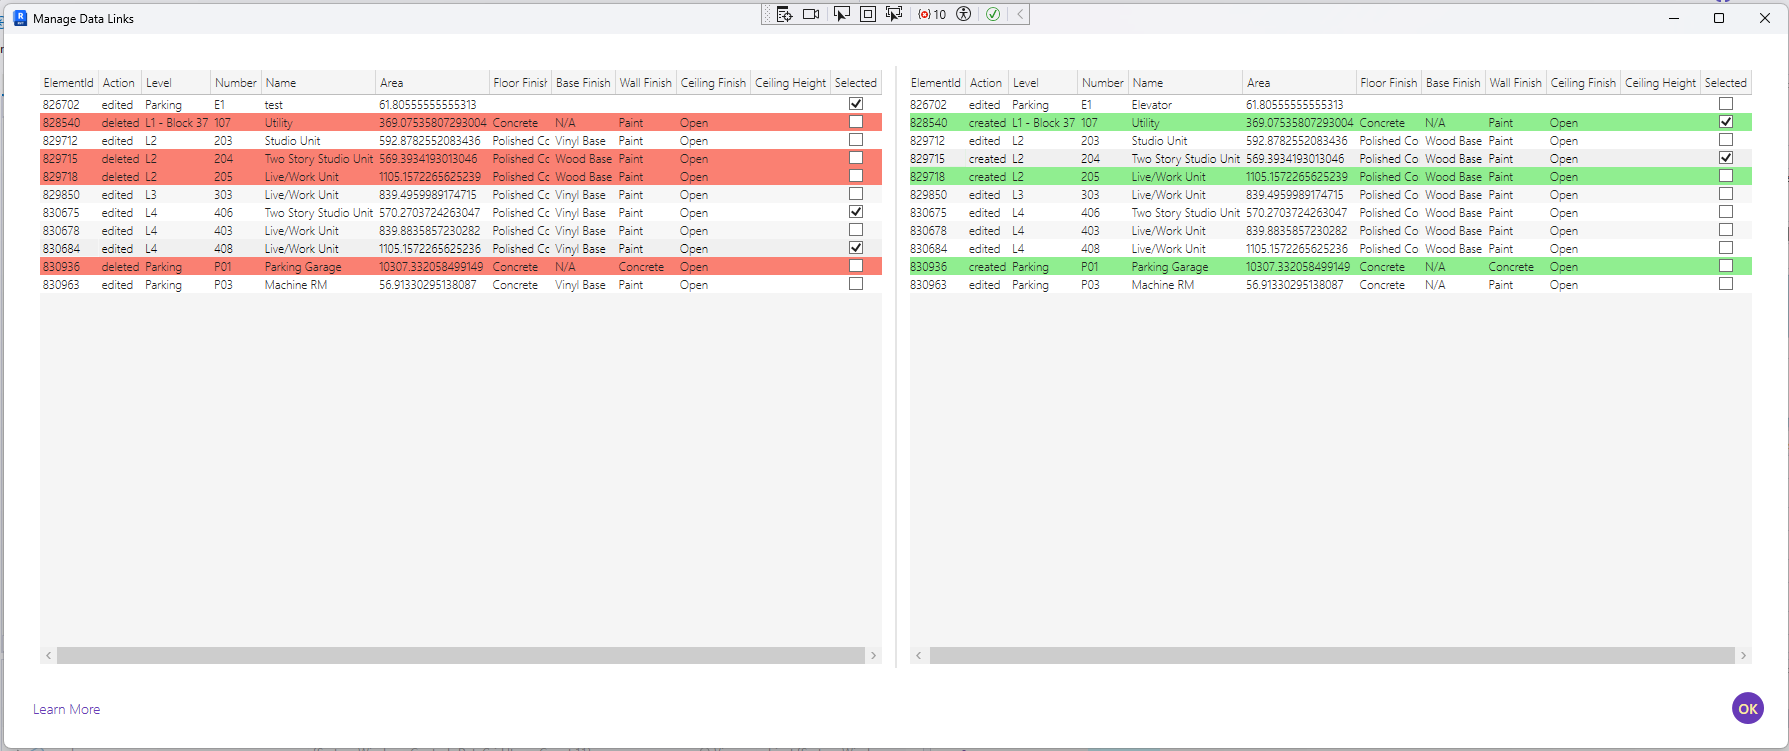 Manage Data Links
10
ElementId Action Level Number Name Area Floor Finish Base Finish Wall Finish Ceiling Finish Ceiling Height Selected
826702 edited Parking E1 test 61.80555555555313
828540 deleted L1 - Block 37 107 Utility 369.07535807293004 Concrete N/A Paint Open
829712 edited L2 203 Studio Unit 592.8782552083436 Polished Cc Vinyl Base Paint Open
829715 deleted L2 204 Two Story Studio Unit 569.3934193013046 Polished Cc Wood Base Paint Open
829718 deleted L2 205 Live/Work Unit 1105.1572265625239 Polished Cc Wood Base Paint Open
829850 edited L3 303 Live/Work Unit 839.4959989174715 Polished Cc Vinyl Base Paint Open
830675 edited L4 406 Two Story Studio Unit 570.2703724263047 Polished Cc Vinyl Base Paint Open
830678 edited L4 403 Live/Work Unit 839.8835857230282 Polished Cc Vinyl Base Paint Open
830684 edited L4 408 Live/Work Unit 1105.1572265625236 Polished Cc Vinyl Base Paint Open
830936 deleted Parking P01 Parking Garage 10307.332058499149 Concrete N/A Concrete Open
830963 edited Parking P03 Machine RM 56.91330295138087 Concrete Vinyl Base Paint Open
ElementId Action Level Number Name Area Floor Finish Base Finish Wall Finish Ceiling Finish Ceiling Height Selected
826702 edited Parking E1 Elevator 61.80555555555313
828540 created L1 - Block 37 107 Utility 369.07535807293004 Concrete N/A Paint Open
829712 edited L2 203 Studio Unit 592.8782552083436 Polished Co Wood Base Paint Open
829715 created L2 204 Two Story Studio Unit 569.3934193013046 Polished Co Wood Base Paint Open
829718 created L2 205 Live/Work Unit 1105.1572265625239 Polished Co Wood Base Paint Open
829850 edited L3 303 Live/Work Unit 839.4959989174715 Polished Co Wood Base Paint Open
830675 edited L4 406 Two Story Studio Unit 570.2703724263047 Polished Co Wood Base Paint Open
830678 edited L4 403 Live/Work Unit 839.8835857230282 Polished Co Wood Base Paint Open
830684 edited L4 408 Live/Work Unit 1105.1572265625236 Polished Co Wood Base Paint Open
830936 created Parking P01 Parking Garage 10307.332058499149 Concrete N/A Concrete Open
830963 edited Parking P03 Machine RM 56.91330295138087 Concrete N/A Paint Open
Learn More
OK